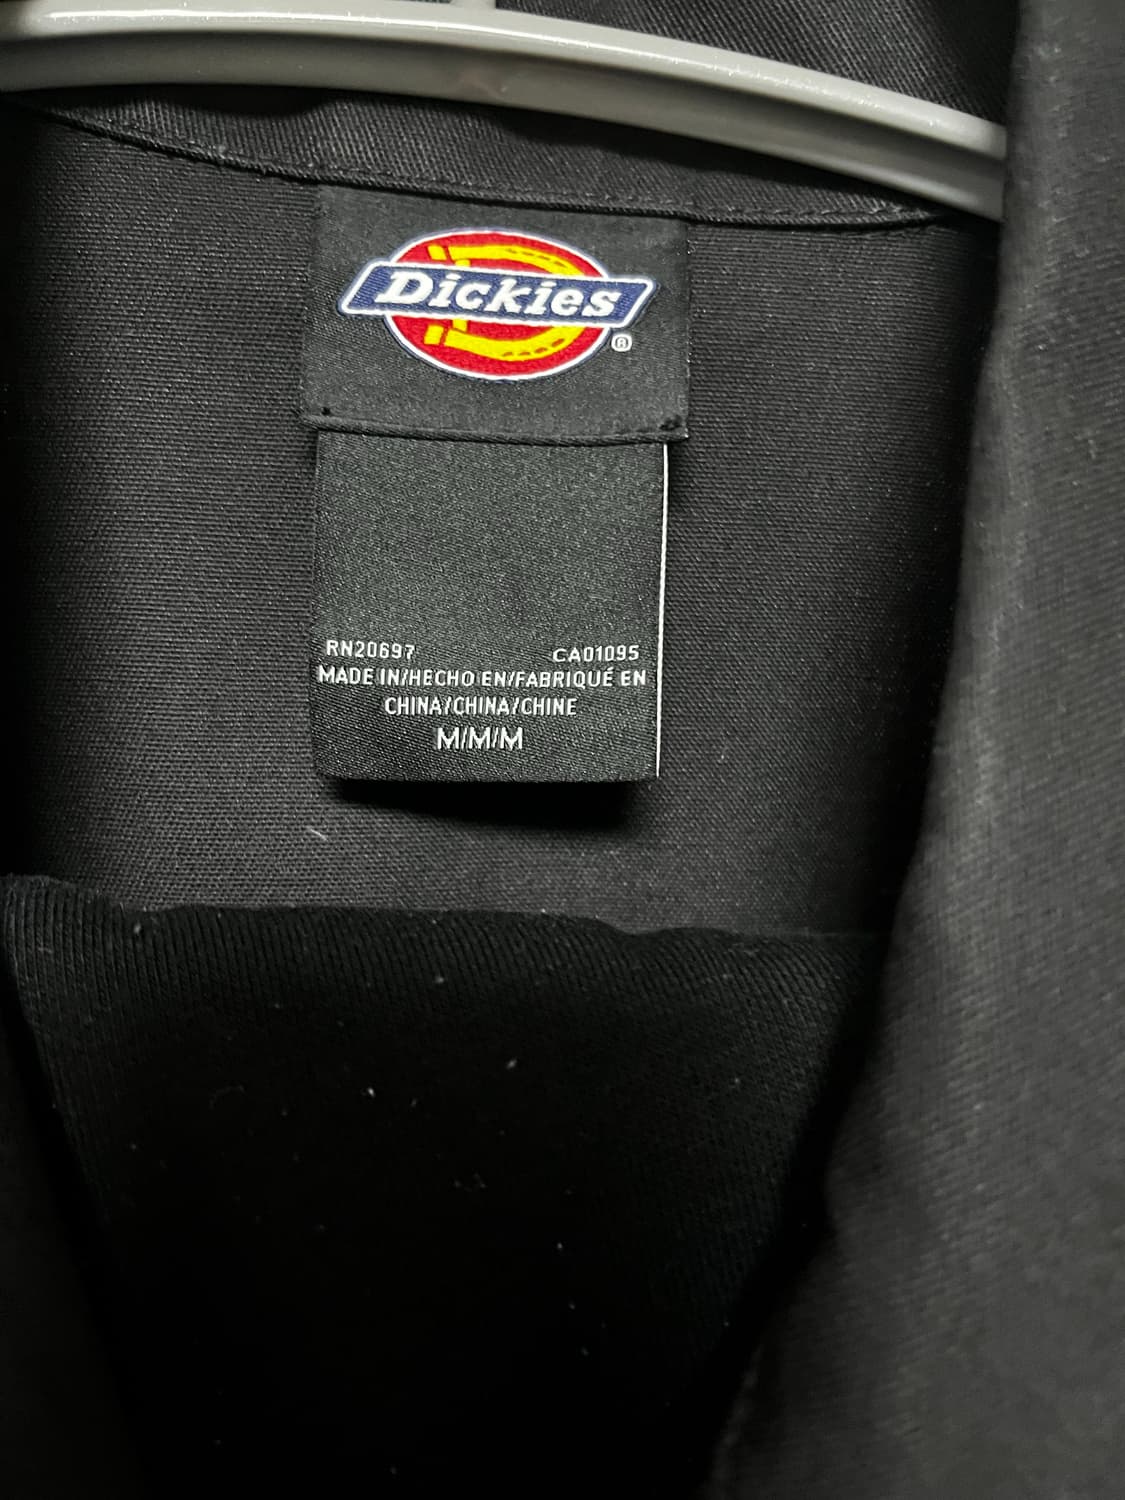 Dickies®
RN20697 CA01095
MADE IN/HECHO EN/FABRIQUÉ EN
CHINA/CHINA/CHINE
M/M/M